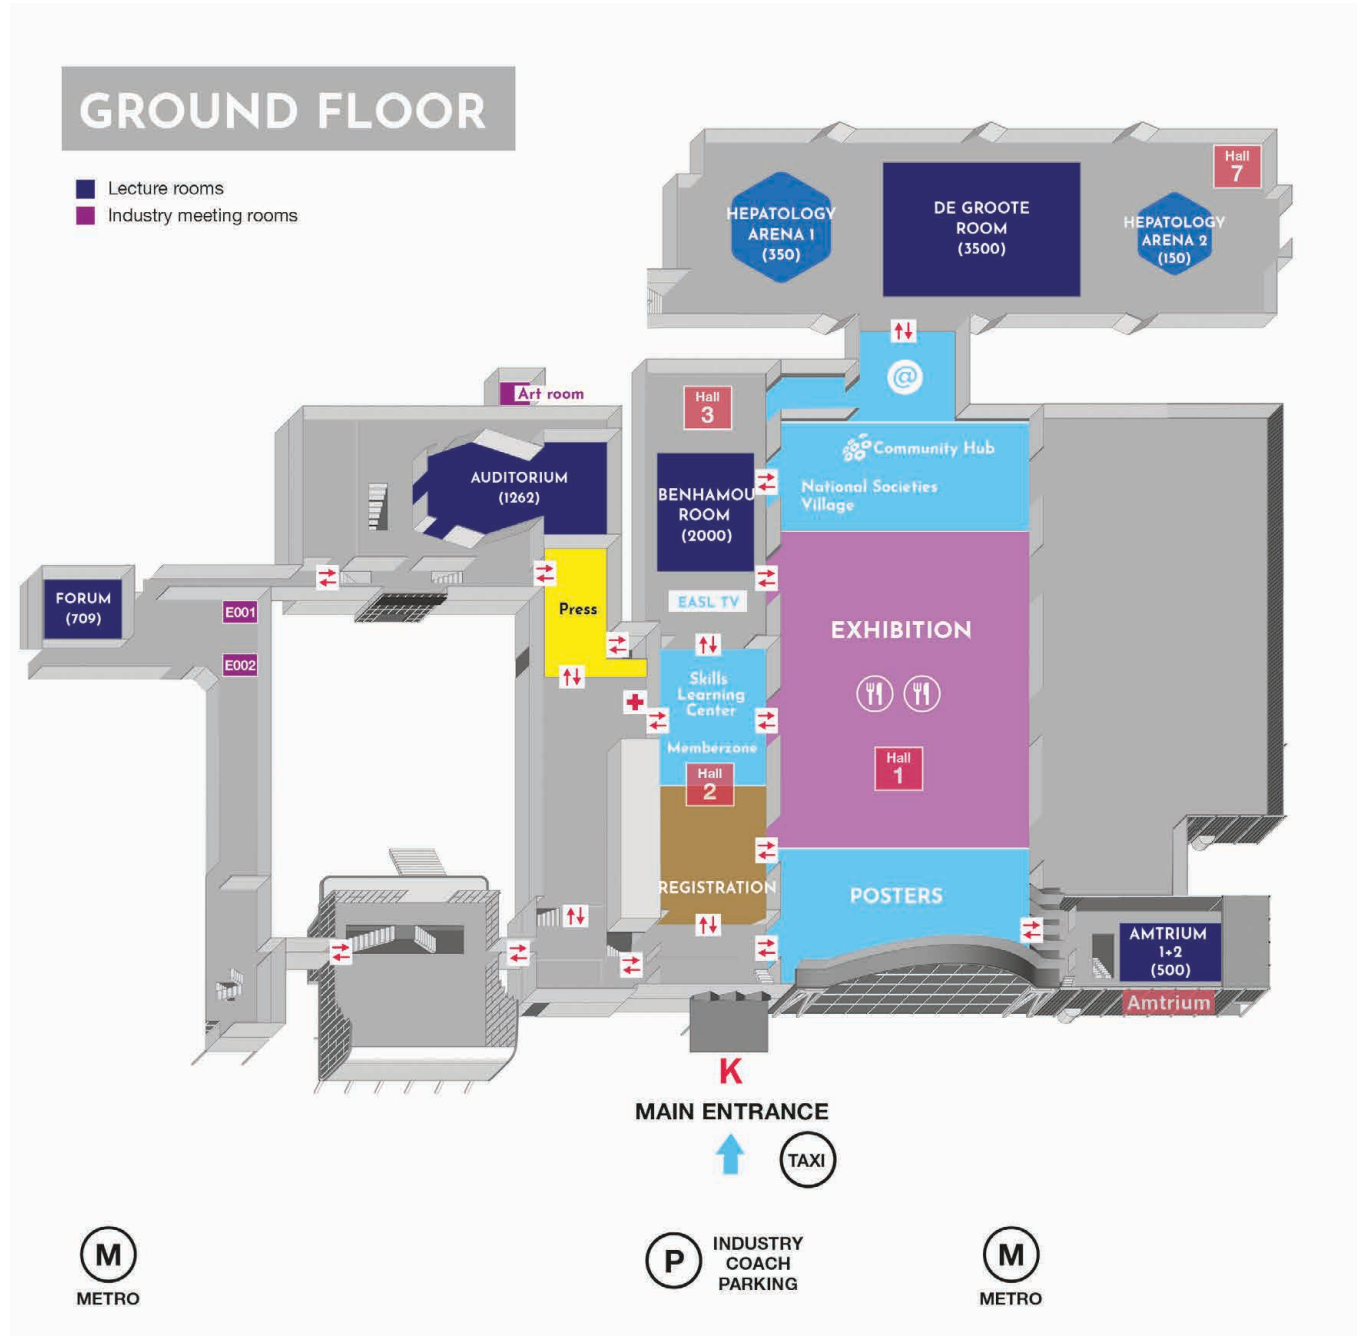 GROUND FLOOR
Lecture rooms
Industry meeting rooms
Hall
7
HEPATOLOGY
ARENA 1
(350)
DE GROOTE
ROOM
(3500)
HEPATOLOGY
ARENA 2
(150)
@
Art room
Hall
3
Community Hub
National Societies
Village
AUDITORIUM
(1262)
BENHAMOU
ROOM
(2000)
FORUM
(709)
E001
E002
Press
EASL TV
EXHIBITION
Skills
Learning
Center
Memberzone
Hall
2
Hall
1
REGISTRATION
POSTERS
AMTRIUM
1+2
(500)
Amtrium
K
MAIN ENTRANCE
TAXI
M
METRO
P
INDUSTRY
COACH
PARKING
M
METRO